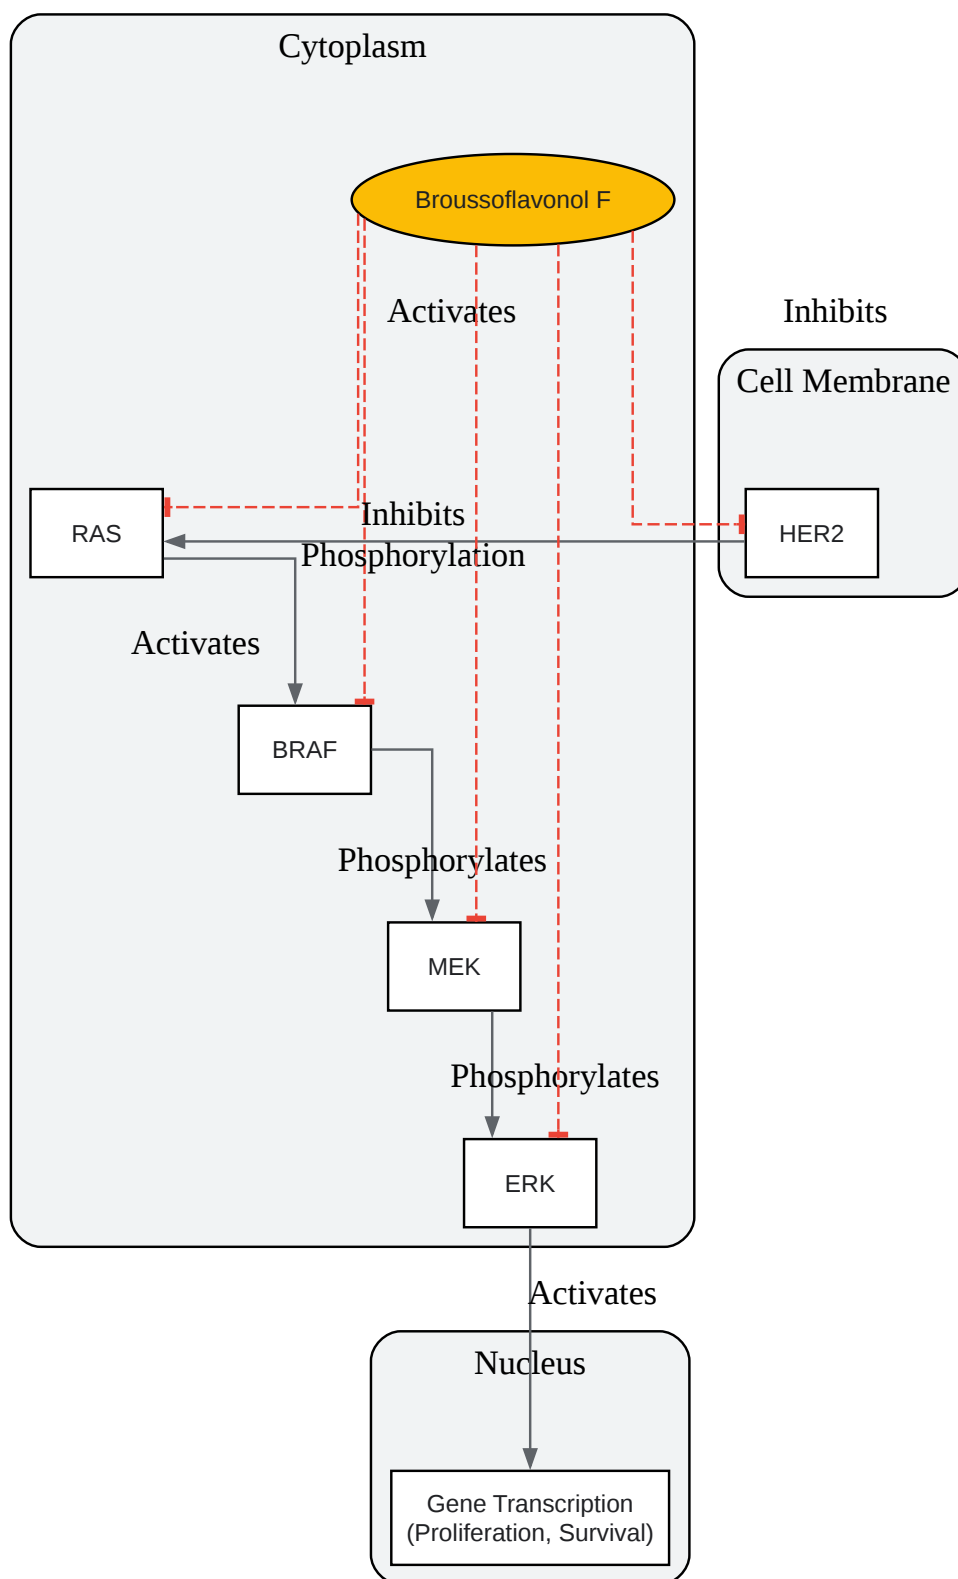 Cytoplasm
Broussoflavonol F
Activates
Inhibits
Cell Membrane
RAS
Inhibits
Phosphorylation
HER2
Activates
BRAF
Phosphorylates
MEK
Phosphorylates
ERK
Activates
Nucleus
Gene Transcription
(Proliferation, Survival)